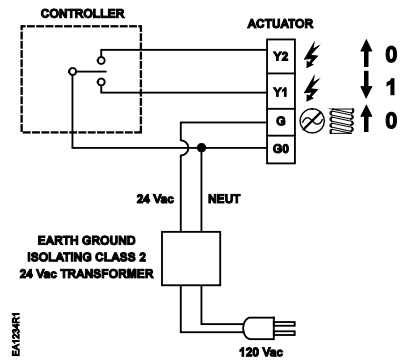 CONTROLLER
ACTUATOR
Y2
0
Y1
1
G
0
G0
24 Vac
NEUT
EARTH GROUND
ISOLATING CLASS 2
24 Vac TRANSFORMER
120 Vac
EA1234R1